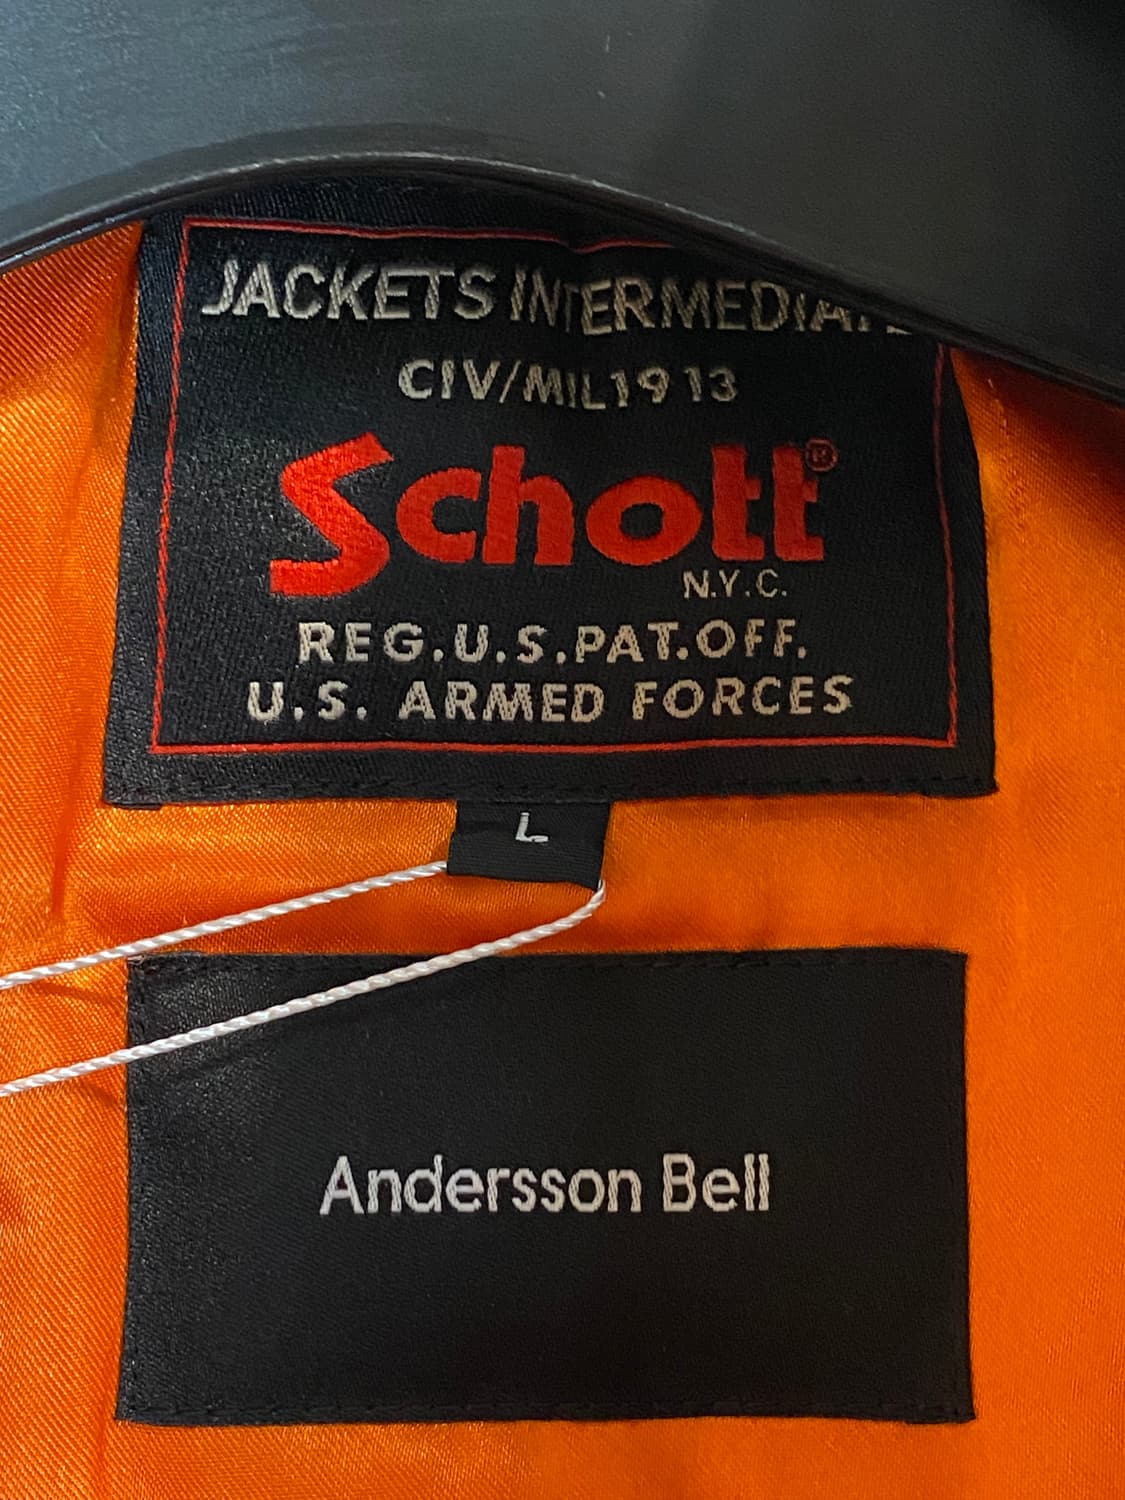 JACKETS INTERMEDIATE
CIV/MIL1913
Schott®
N.Y.C.
REG.U.S.PAT.OFF.
U.S. ARMED FORCES
L
Andersson Bell